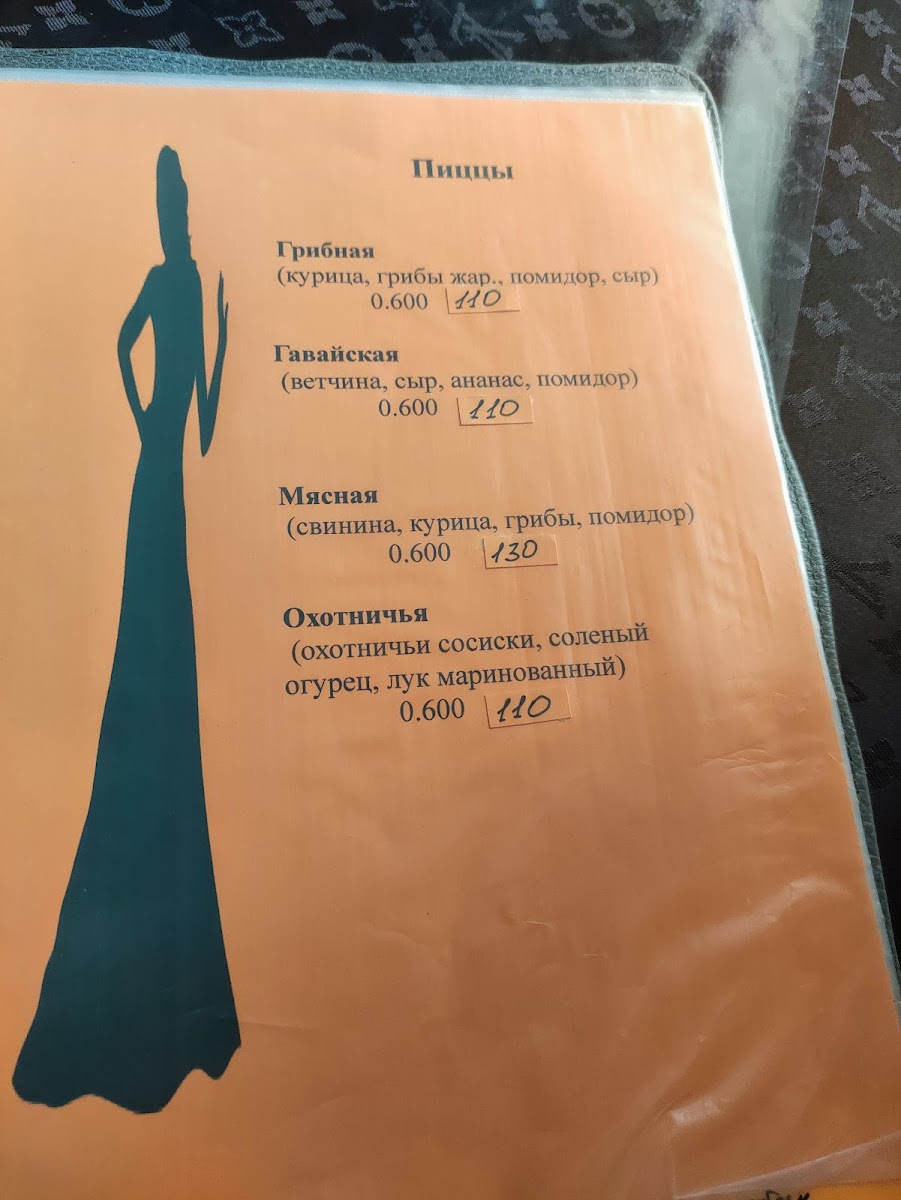 Пиццы
Грибная
(курица, грибы жар., помидор, сыр)
0.600 110
Гавайская
(ветчина, сыр, ананас, помидор)
0.600 110
Мясная
(свинина, курица, грибы, помидор)
0.600 130
Охотничья
(охотничьи сосиски, соленый
огурец, лук маринованный)
0.600 110